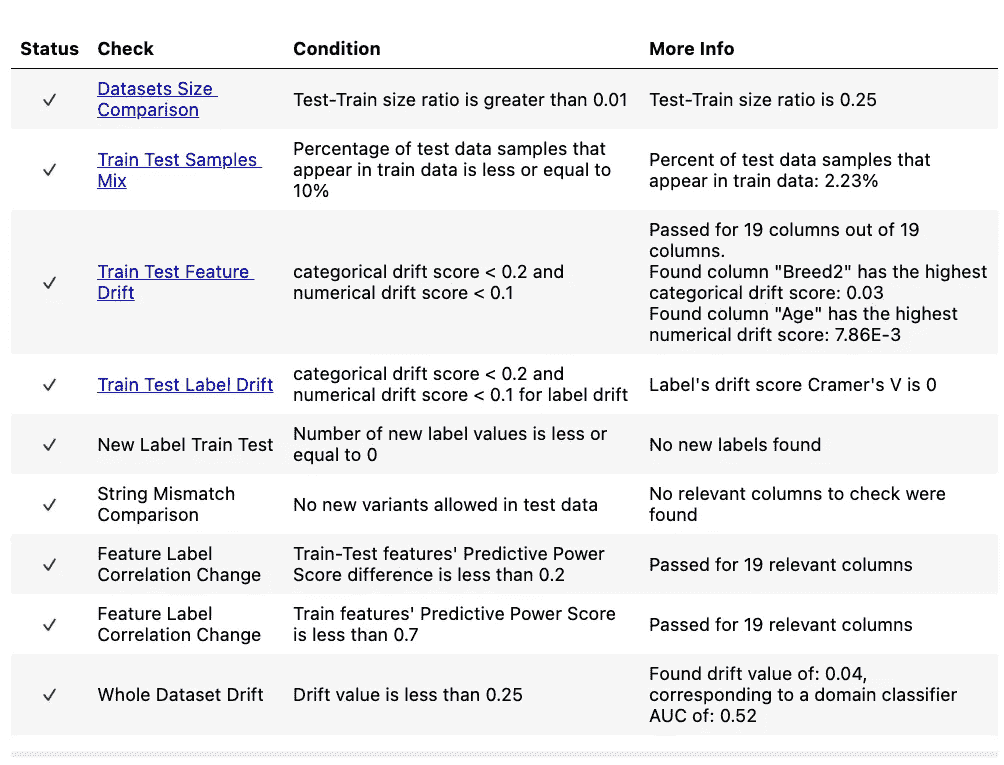 Status Check Condition More Info
✓ Datasets Size Comparison Test-Train size ratio is greater than 0.01 Test-Train size ratio is 0.25
✓ Train Test Samples Mix Percentage of test data samples that appear in train data is less or equal to 10% Percent of test data samples that appear in train data: 2.23%
✓ Train Test Feature Drift categorical drift score < 0.2 and numerical drift score < 0.1 Passed for 19 columns out of 19 columns. Found column "Breed2" has the highest categorical drift score: 0.03 Found column "Age" has the highest numerical drift score: 7.86E-3
✓ Train Test Label Drift categorical drift score < 0.2 and numerical drift score < 0.1 for label drift Label's drift score Cramer's V is 0
✓ New Label Train Test Number of new label values is less or equal to 0 No new labels found
✓ String Mismatch Comparison No new variants allowed in test data No relevant columns to check were found
✓ Feature Label Correlation Change Train-Test features' Predictive Power Score difference is less than 0.2 Passed for 19 relevant columns
✓ Feature Label Correlation Change Train features' Predictive Power Score is less than 0.7 Passed for 19 relevant columns
✓ Whole Dataset Drift Drift value is less than 0.25 Found drift value of: 0.04, corresponding to a domain classifier AUC of: 0.52